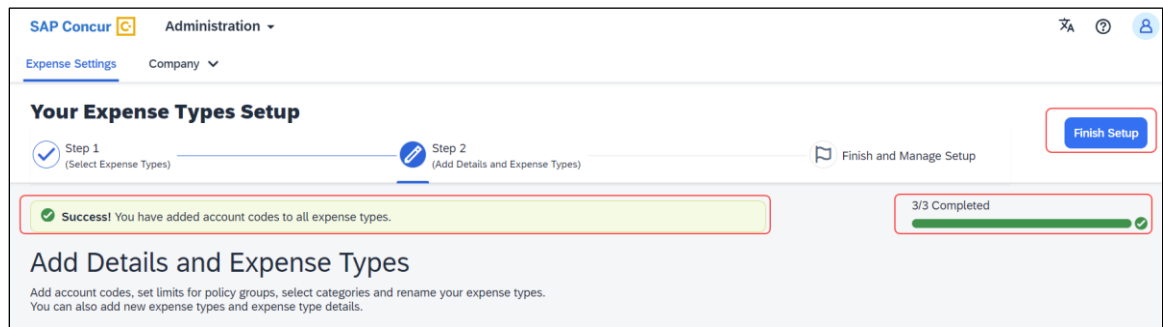 SAP Concur C Administration
Expense Settings Company
Your Expense Types Setup
Finish Setup
Step 1
(Select Expense Types)
Step 2
(Add Details and Expense Types)
Finish and Manage Setup
Success! You have added account codes to all expense types.
3/3 Completed
Add Details and Expense Types
Add account codes, set limits for policy groups, select categories and rename your expense types.
You can also add new expense types and expense type details.